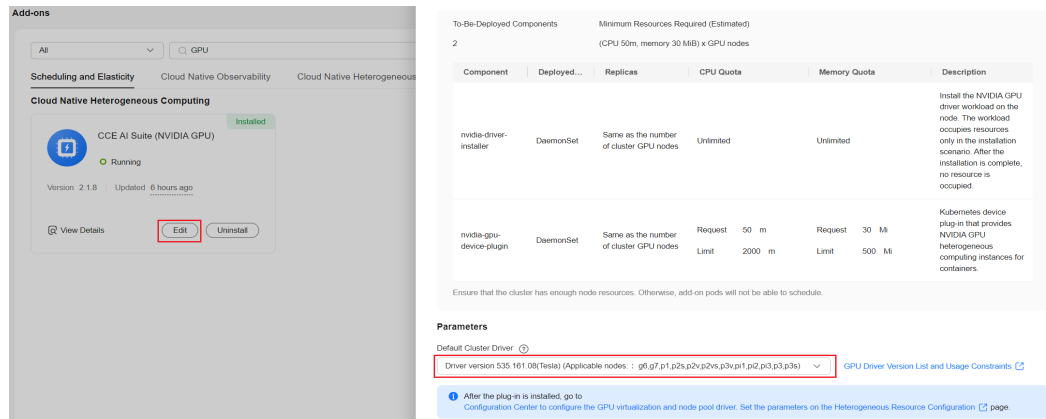 Add-ons
All
GPU
Scheduling and Elasticity
Cloud Native Observability
Cloud Native Heterogeneous
Cloud Native Heterogeneous Computing
Installed
CCE AI Suite (NVIDIA GPU)
Running
Version 2.1.8
Updated 6 hours ago
View Details
Edit
Uninstall
To-Be-Deployed Components
Minimum Resources Required (Estimated)
2
(CPU 50m, memory 30 MiB) x GPU nodes
Component
Deployed...
Replicas
CPU Quota
Memory Quota
Description
nvidia-driver-
installer
DaemonSet
Same as the number
of cluster GPU nodes
Unlimited
Unlimited
Install the NVIDIA GPU
driver workload on the
node. The workload
occupies resources
only in the installation
scenario. After the
installation is complete,
no resource is
occupied.
nvidia-gpu-
device-plugin
DaemonSet
Same as the number
of cluster GPU nodes
Request 50 m
Limit 2000 m
Request 30 Mi
Limit 500 Mi
Kubernetes device
plug-in that provides
NVIDIA GPU
heterogeneous
computing instances for
containers.
Ensure that the cluster has enough node resources. Otherwise, add-on pods will not be able to schedule.
Parameters
Default Cluster Driver
Driver version 535.161.08(Tesla) (Applicable nodes: : g6,g7,p1,p2s,p2v,p2vs,p3v,pi1,pi2,pi3,p3,p3s)
GPU Driver Version List and Usage Constraints
After the plug-in is installed, go to
Configuration Center to configure the GPU virtualization and node pool driver. Set the parameters on the Heterogeneous Resource Configuration page.